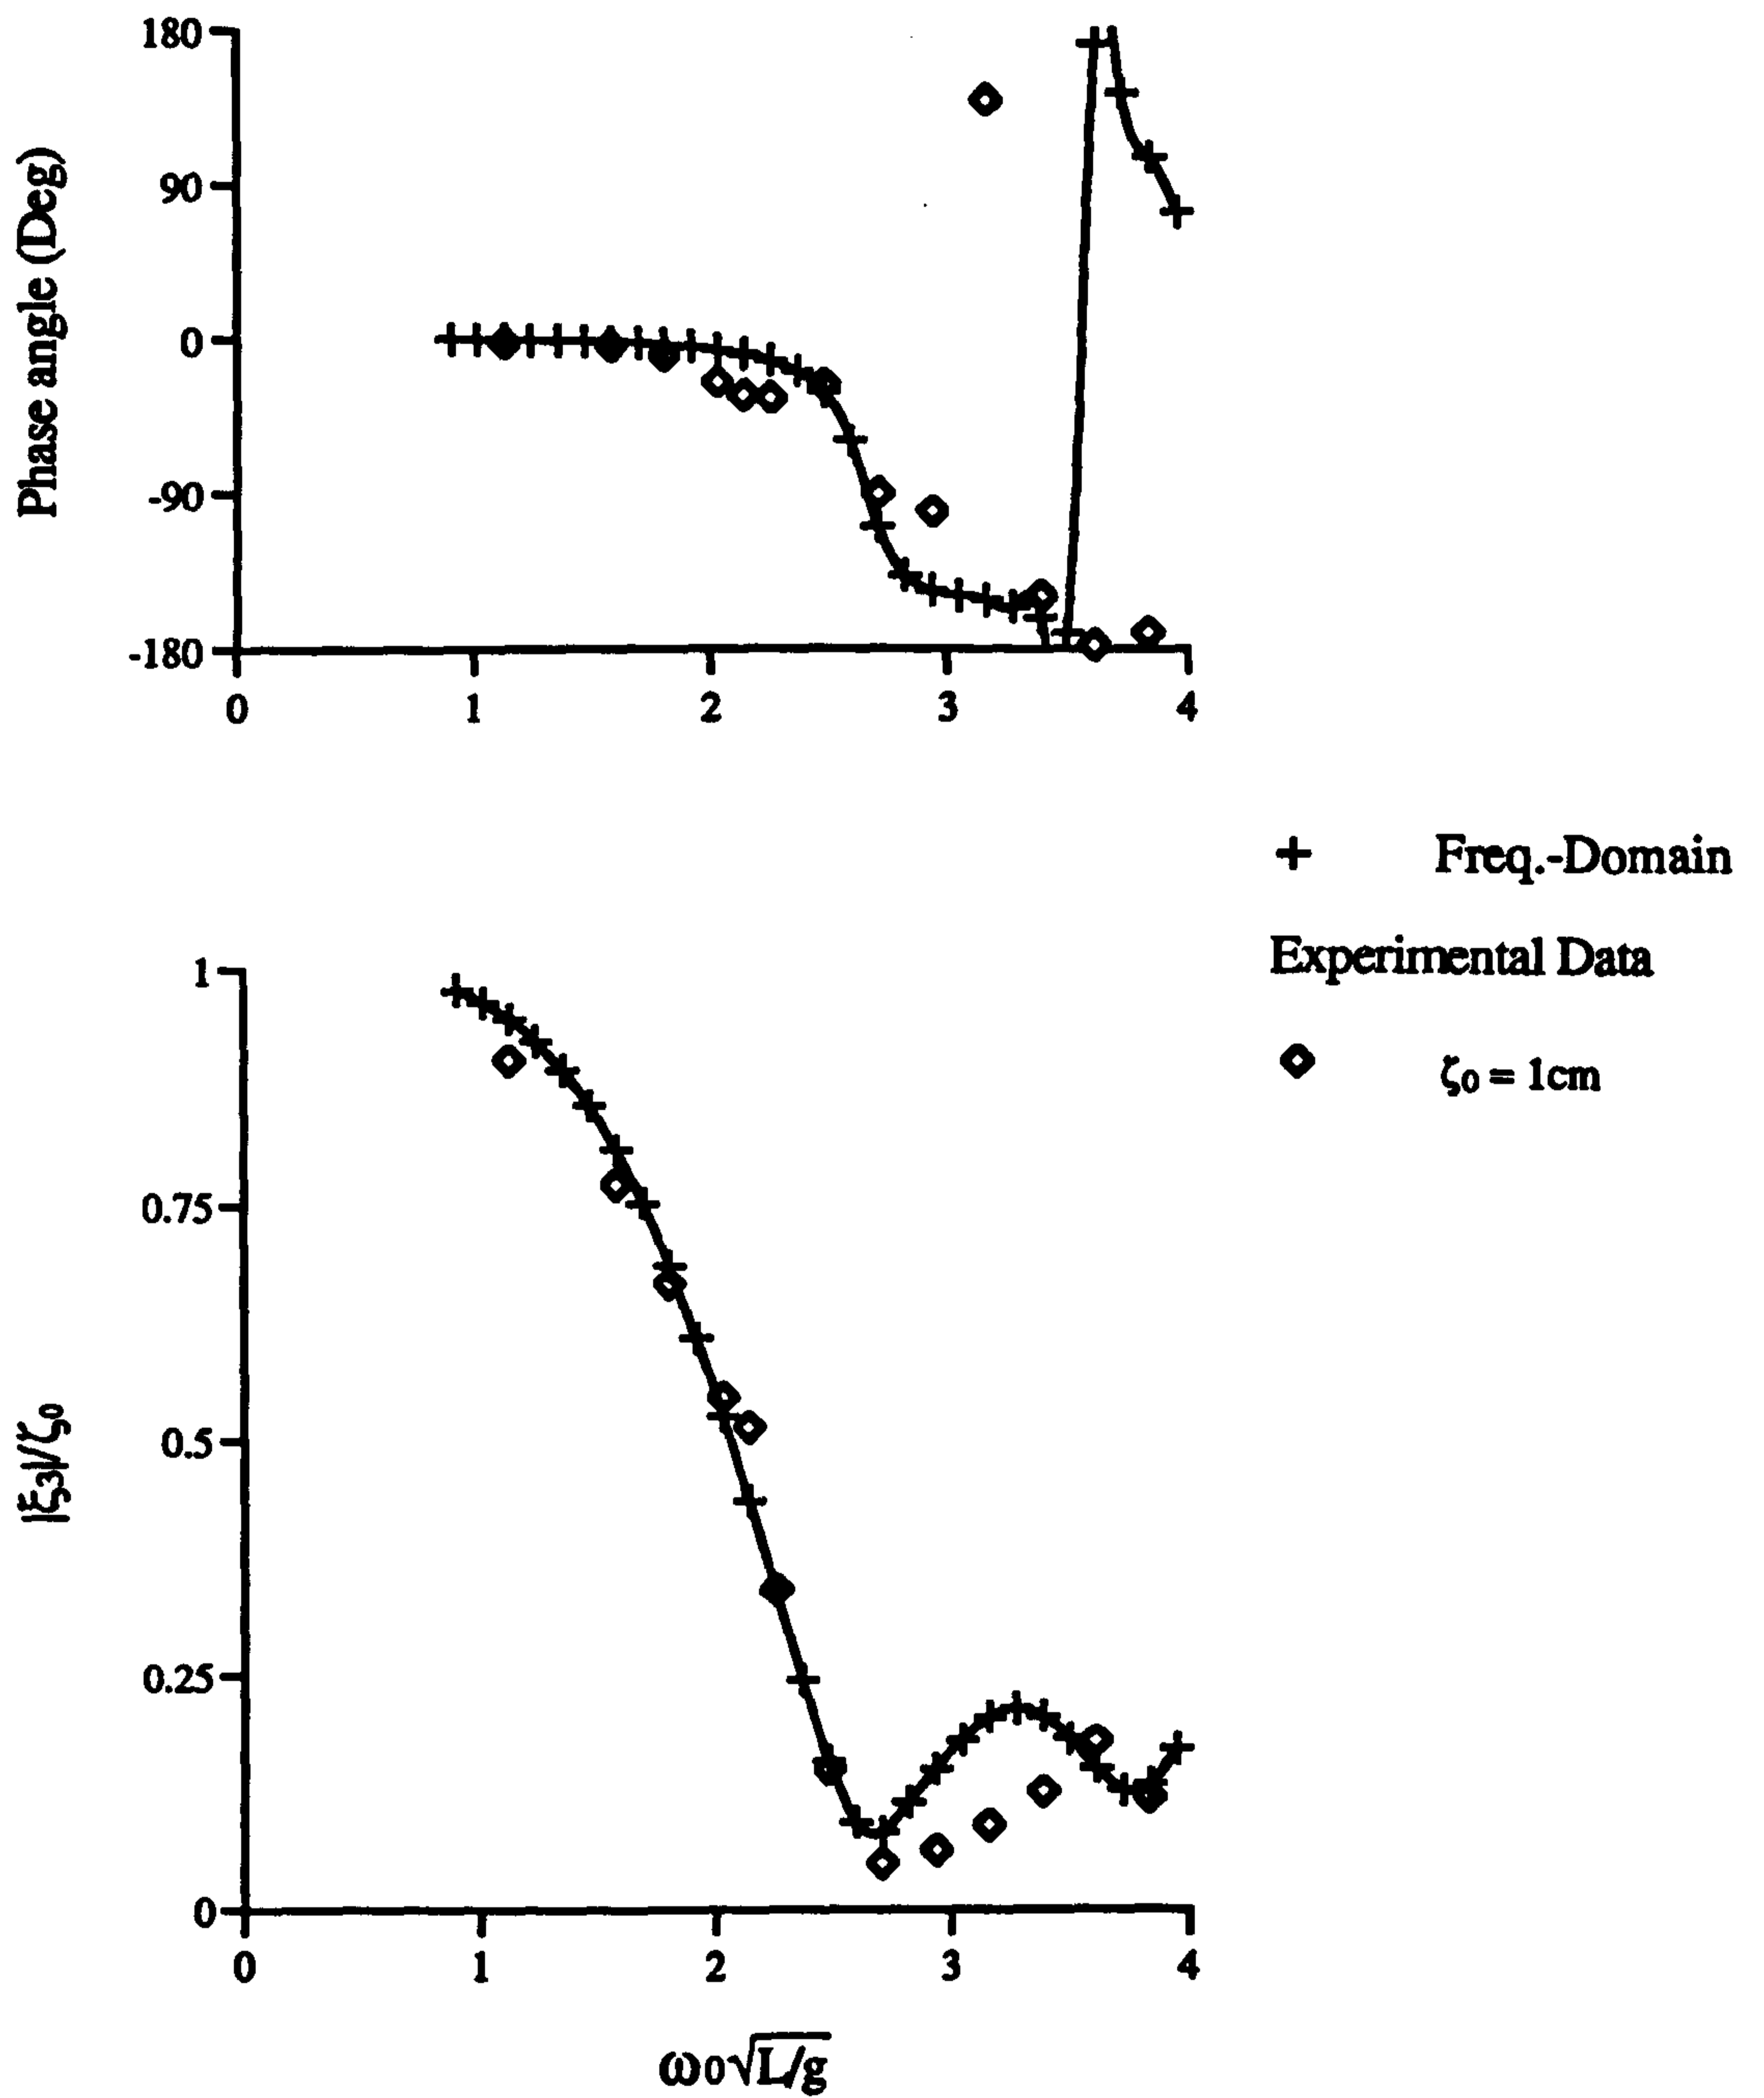 180
90
0
-90
-180
Phase angle (Deg)
0 1 2 3 4
+ Freq.-Domain
Experimental Data
ζ0 = 1cm
1
0.75
0.5
0.25
0
|ξ3|/ζ0
0 1 2 3 4
ω0√L/g